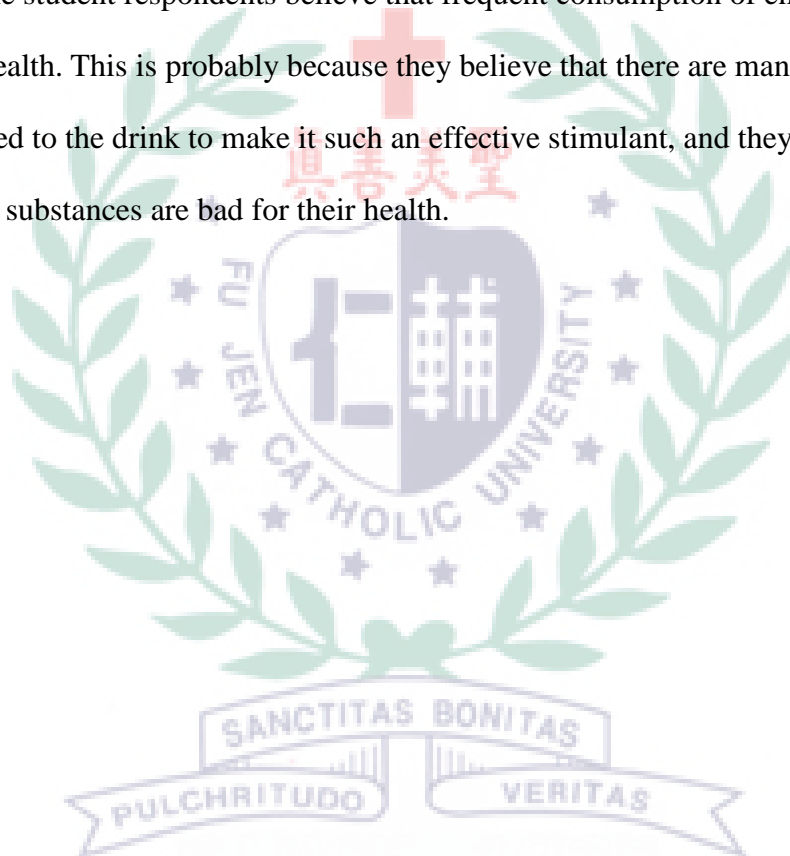 e student respondents believe that frequent consumption of en
ealth. This is probably because they believe that there are man
ed to the drink to make it such an effective stimulant, and they
substances are bad for their health.
真善美聖
FU JEN CATHOLIC UNIVERSITY
仁輔
SANCTITAS BONITAS
PULCHRITUDO VERITAS